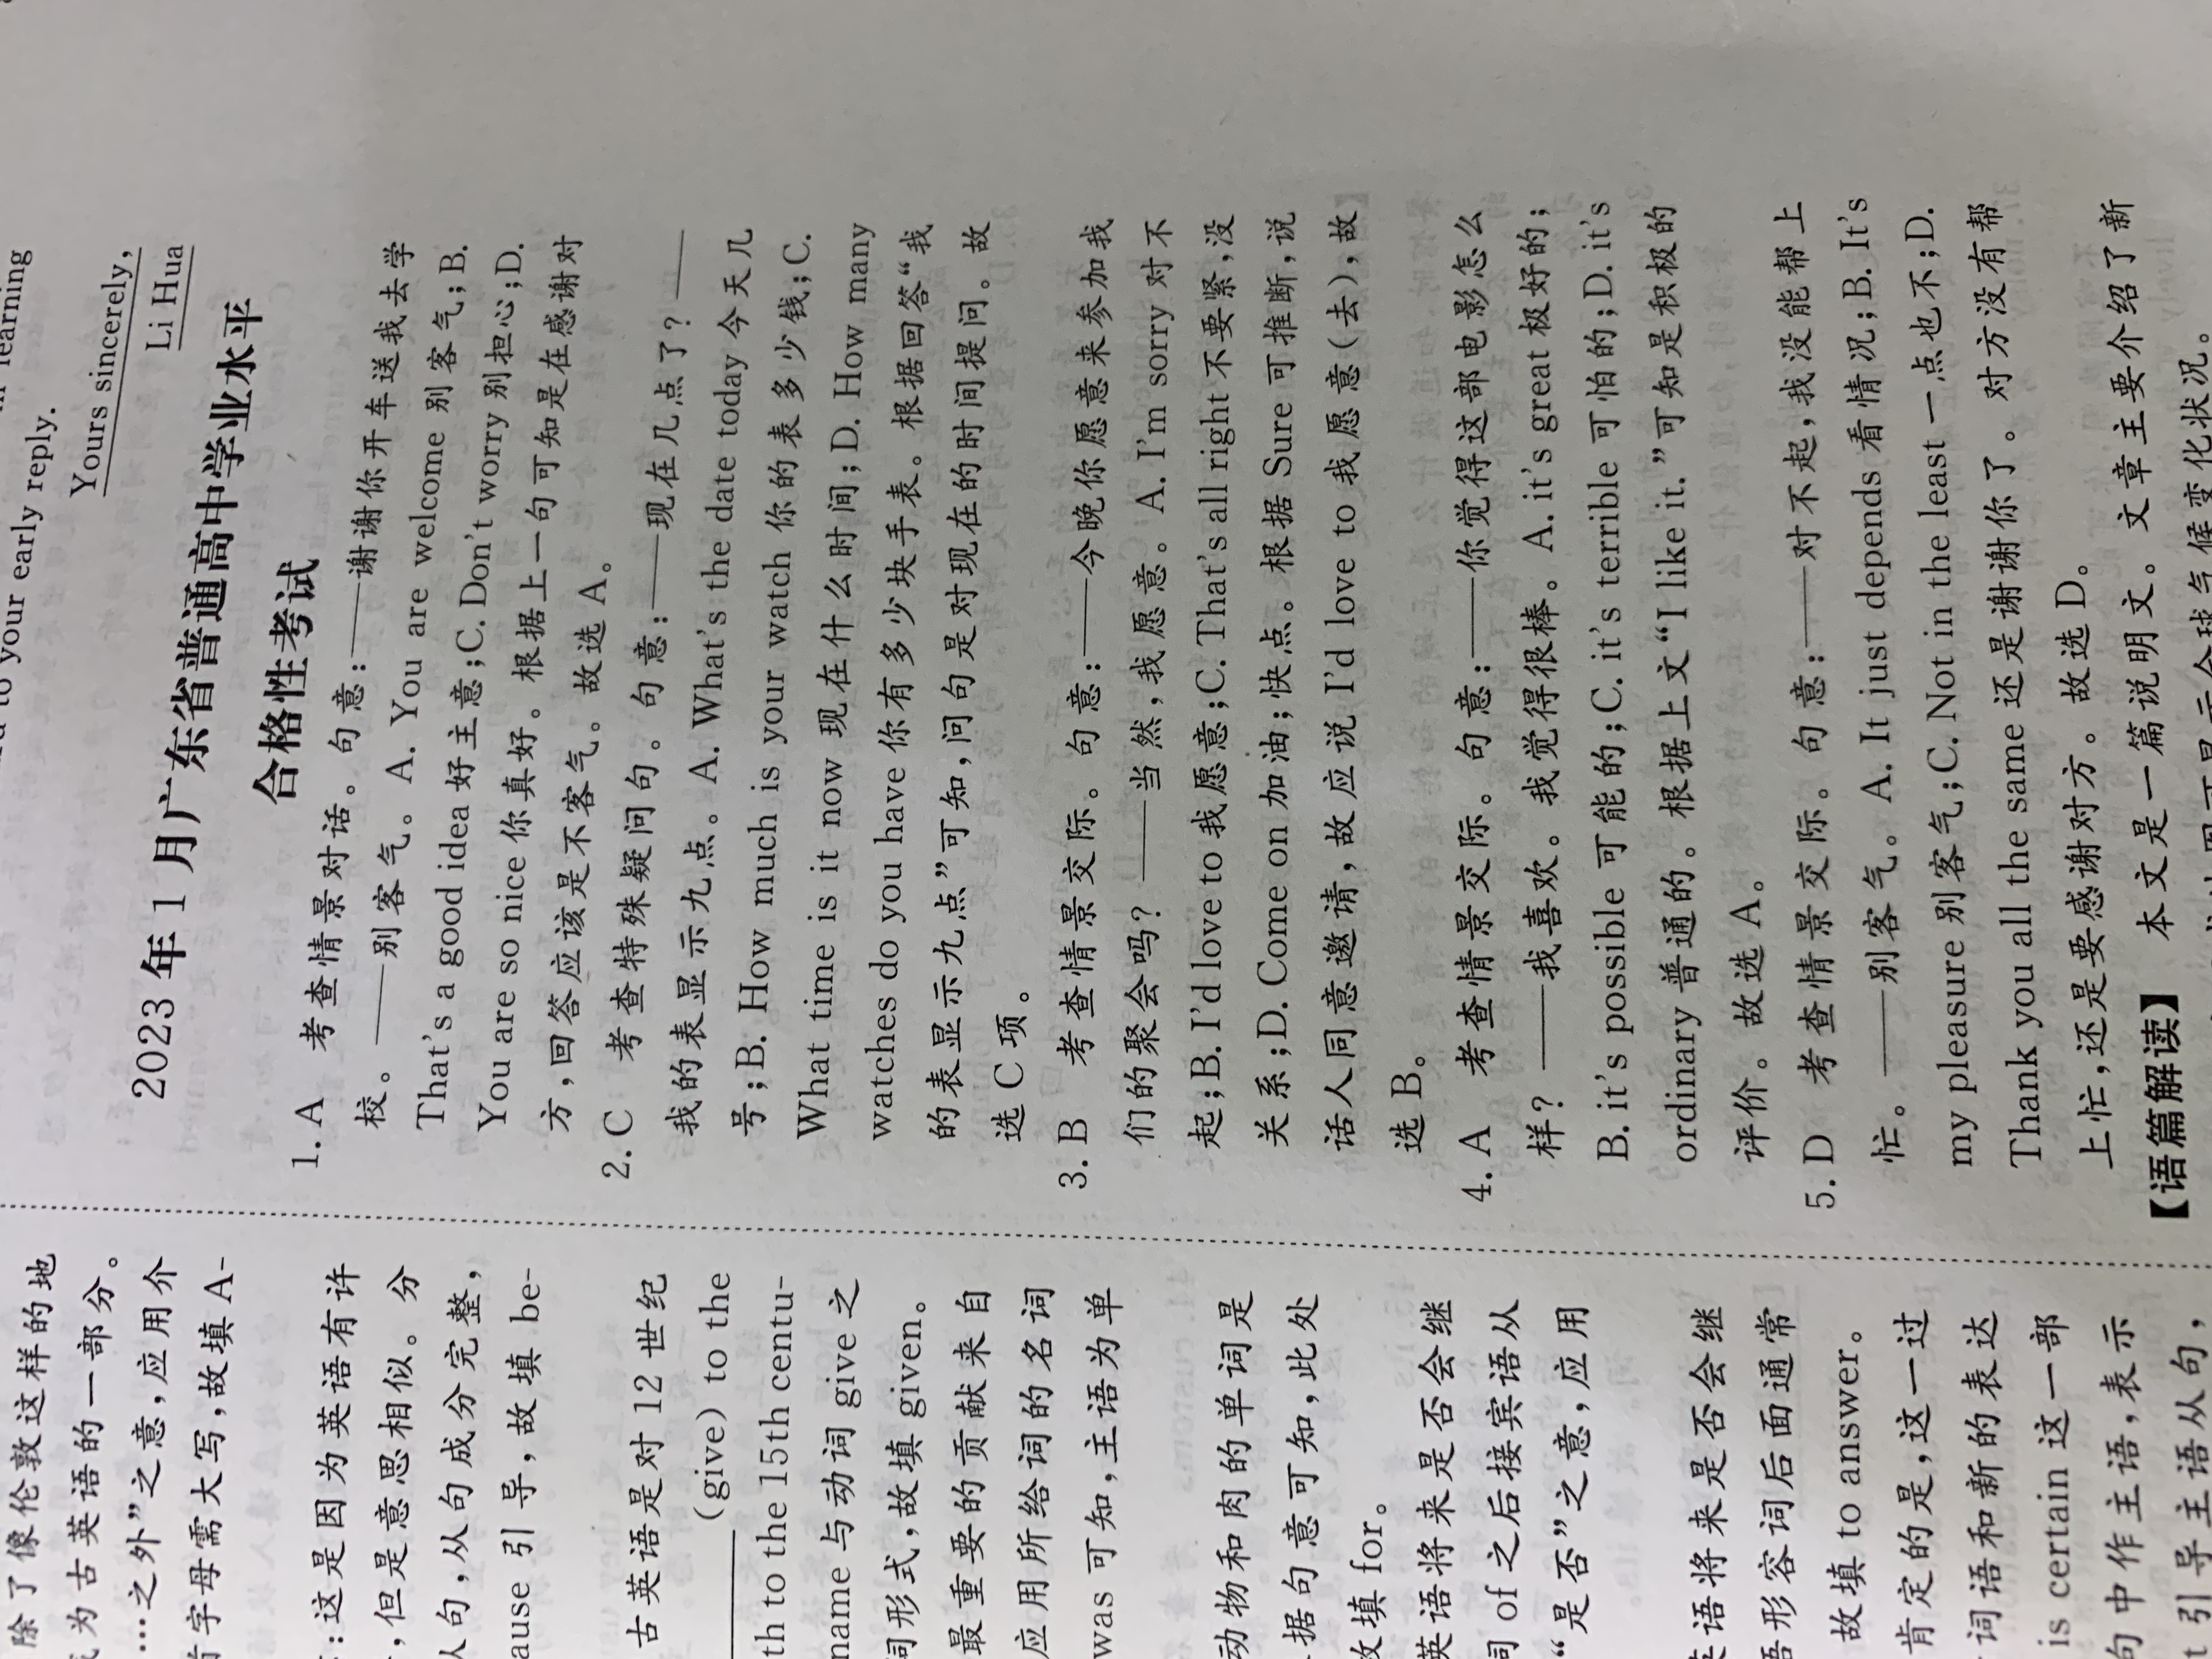 除了像伦敦这样的地
为古英语的一部分。
…之外”之意,应用介
字母需大写,故填 A-
:这是因为英语有许
,但是意思相似。分
从句,从句成分完整,
ause 引导,故填 be-
古英语是对 12 世纪
(give) to the
th to the 15th centu-
name 与动词 give 之
词形式,故填 given。
最重要的贡献来自
应用所给词的名词
was 可知,主语为单
动物和肉的单词是
据句意可知,此处
故填 for。
英语将来是否会继
词 of 之后接宾语从
“是否”之意,应用
英语将来是否会继
语形容词后面通常
故填 to answer。
肯定的是,这一过
词语和新的表达
is certain 这一部
句中作主语,表示
t 引导主语从句,
learning
to your early reply.
Yours sincerely,
Li Hua
2023 年 1 月广东省普通高中学业水平
合格性考试
1. A 考查情景对话。句意:——谢谢你开车送我去学
校。——别客气。A. You are welcome 别客气;B.
That's a good idea 好主意;C. Don't worry 别担心;D.
You are so nice 你真好。根据上一句可知是在感谢对
方,回答应该是不客气。故选 A。
2. C 考查特殊疑问句。句意:——现在几点了? ——
我的表显示九点。A. What's the date today 今天几
号;B. How much is your watch 你的表多少钱;C.
What time is it now 现在什么时间;D. How many
watches do you have 你有多少块手表。根据回答“我
的表显示九点”可知,问句是对现在的时间提问。故
选 C 项。
3. B 考查情景交际。句意:——今晚你愿意来参加我
们的聚会吗? ——当然,我愿意。A. I'm sorry 对不
起;B. I'd love to 我愿意;C. That's all right 不要紧,没
关系;D. Come on 加油;快点。根据 Sure 可推断,说
话人同意邀请,故应说 I'd love to 我愿意(去),故
选 B。
4. A 考查情景交际。句意:——你觉得这部电影怎么
样? ——我喜欢。我觉得很棒。A. it's great 极好的;
B. it's possible 可能的;C. it's terrible 可怕的;D. it's
ordinary 普通的。根据上文“I like it.”可知是积极的
评价。故选 A。
5. D 考查情景交际。句意:——对不起,我没能帮上
忙。——别客气。A. It just depends 看情况;B. It's
my pleasure 别客气;C. Not in the least 一点也不;D.
Thank you all the same 还是谢谢你了。对方没有帮
上忙,还是要感谢对方。故选 D。
【语篇解读】 本文是一篇说明文。文章主要介绍了新
地图可显示全球气候变化状况。